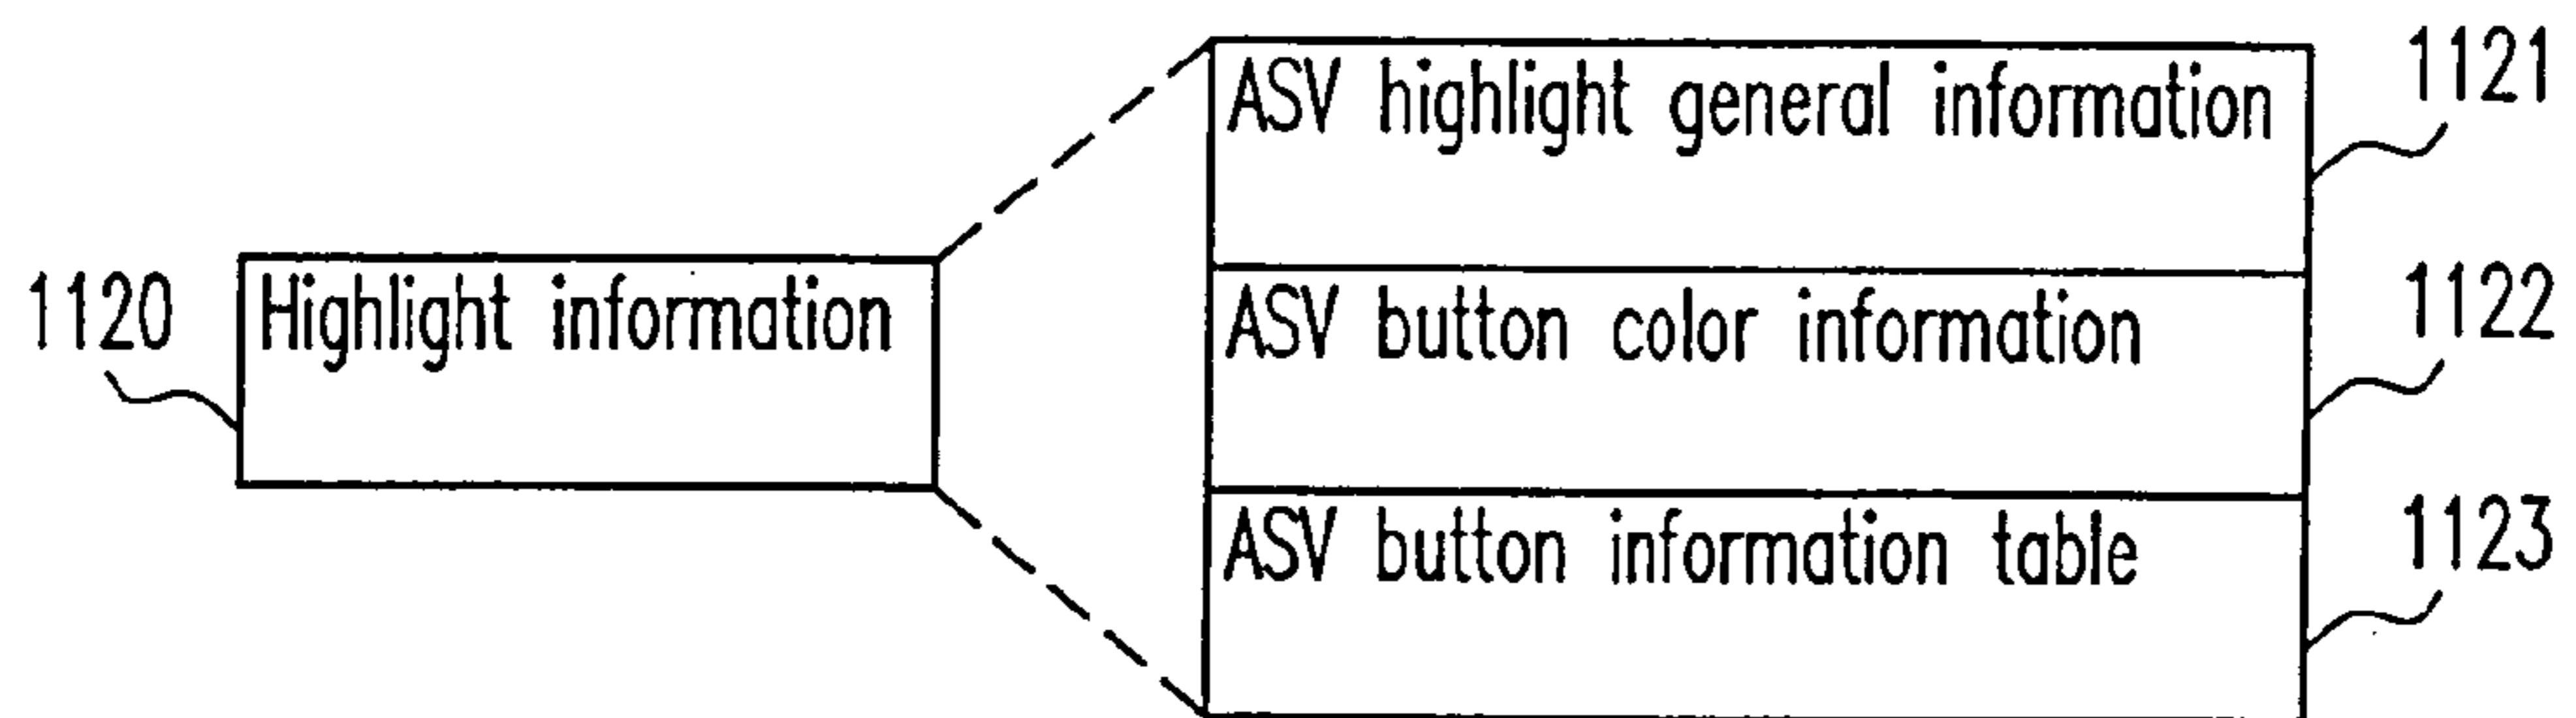 1120
Highlight information
ASV highlight general information
1121
ASV button color information
1122
ASV button information table
1123